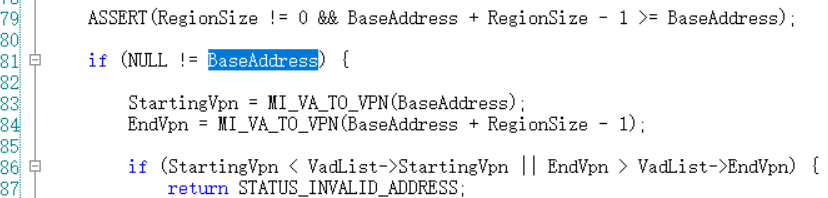 79 ASSERT(RegionSize != 0 && BaseAddress + RegionSize - 1 >= BaseAddress);
80
81 if (NULL != BaseAddress) {
82
83 StartingVpn = MI_VA_TO_VPN(BaseAddress);
84 EndVpn = MI_VA_TO_VPN(BaseAddress + RegionSize - 1);
85
86 if (StartingVpn < VadList->StartingVpn || EndVpn > VadList->EndVpn) {
87 return STATUS_INVALID_ADDRESS;